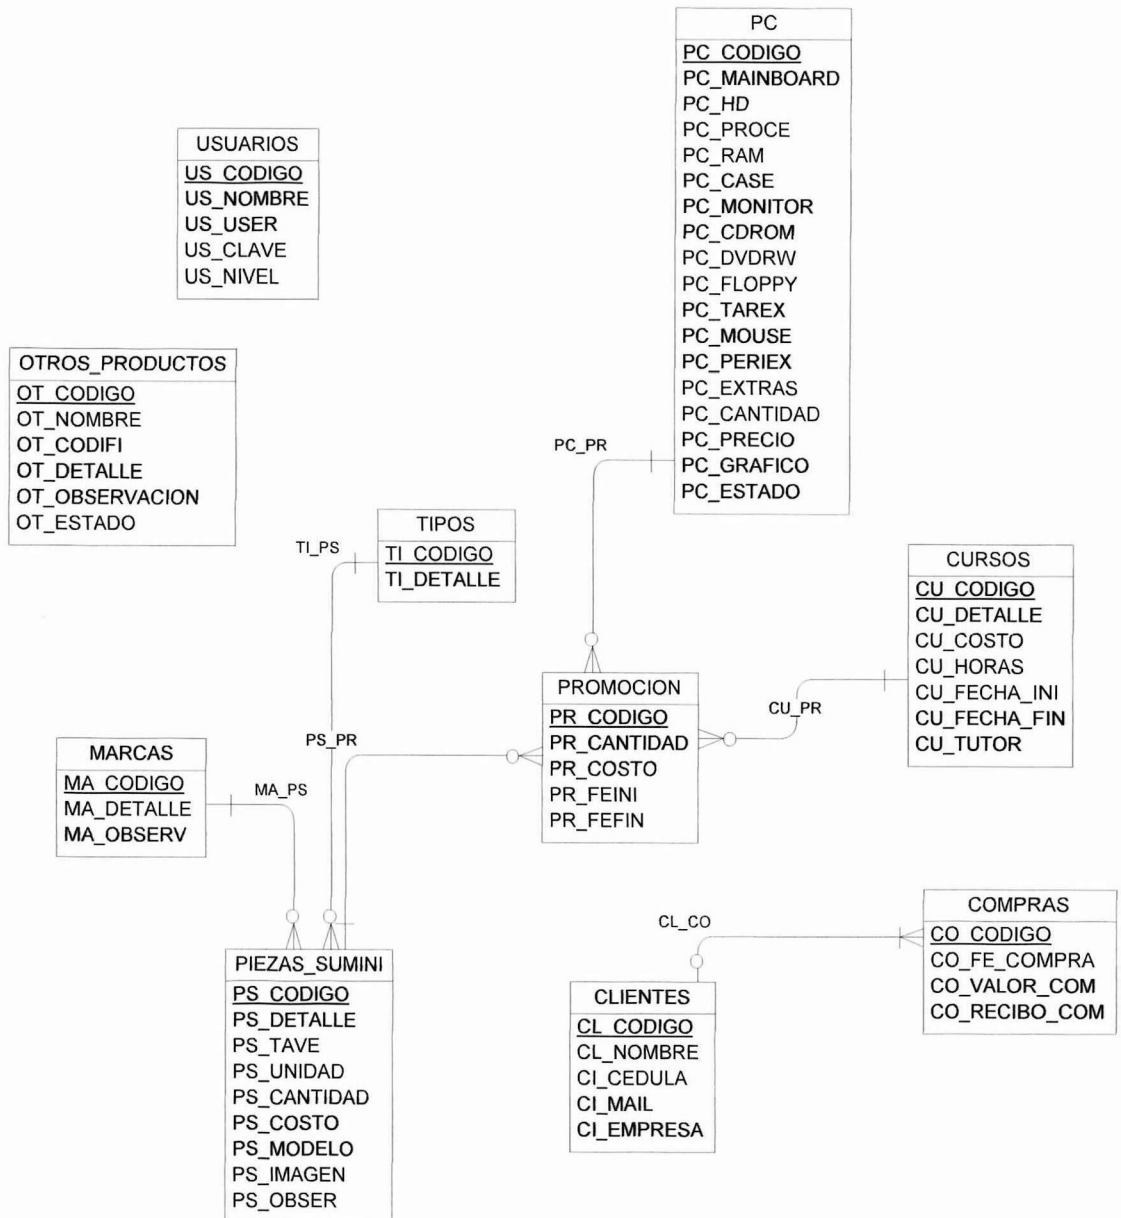 PC
PC_CODIGO
PC_MAINBOARD
PC_HD
PC_PROCE
PC_RAM
PC_CASE
PC_MONITOR
PC_CDROM
PC_DVDRW
PC_FLOPPY
PC_TAREX
PC_MOUSE
PC_PERIEX
PC_EXTRAS
PC_CANTIDAD
PC_PRECIO
PC_GRAFICO
PC_ESTADO
USUARIOS
US_CODIGO
US_NOMBRE
US_USER
US_CLAVE
US_NIVEL
OTROS_PRODUCTOS
OT_CODIGO
OT_NOMBRE
OT_CODIFI
OT_DETALLE
OT_OBSERVACION
OT_ESTADO
PC_PR
TIPOS
TI_CODIGO
TI_DETALLE
TI_PS
CURSOS
CU_CODIGO
CU_DETALLE
CU_COSTO
CU_HORAS
CU_FECHA_INI
CU_FECHA_FIN
CU_TUTOR
PROMOCION
PR_CODIGO
PR_CANTIDAD
PR_COSTO
PR_FEINI
PR_FEFIN
CU_PR
PS_PR
MARCAS
MA_CODIGO
MA_DETALLE
MA_OBSERV
MA_PS
COMPRAS
CO_CODIGO
CO_FE_COMPRA
CO_VALOR_COM
CO_RECIBO_COM
CL_CO
PIEZAS_SUMINI
PS_CODIGO
PS_DETALLE
PS_TAVE
PS_UNIDAD
PS_CANTIDAD
PS_COSTO
PS_MODELO
PS_IMAGEN
PS_OBSER
CLIENTES
CL_CODIGO
CL_NOMBRE
CI_CEDULA
CI_MAIL
CI_EMPRESA